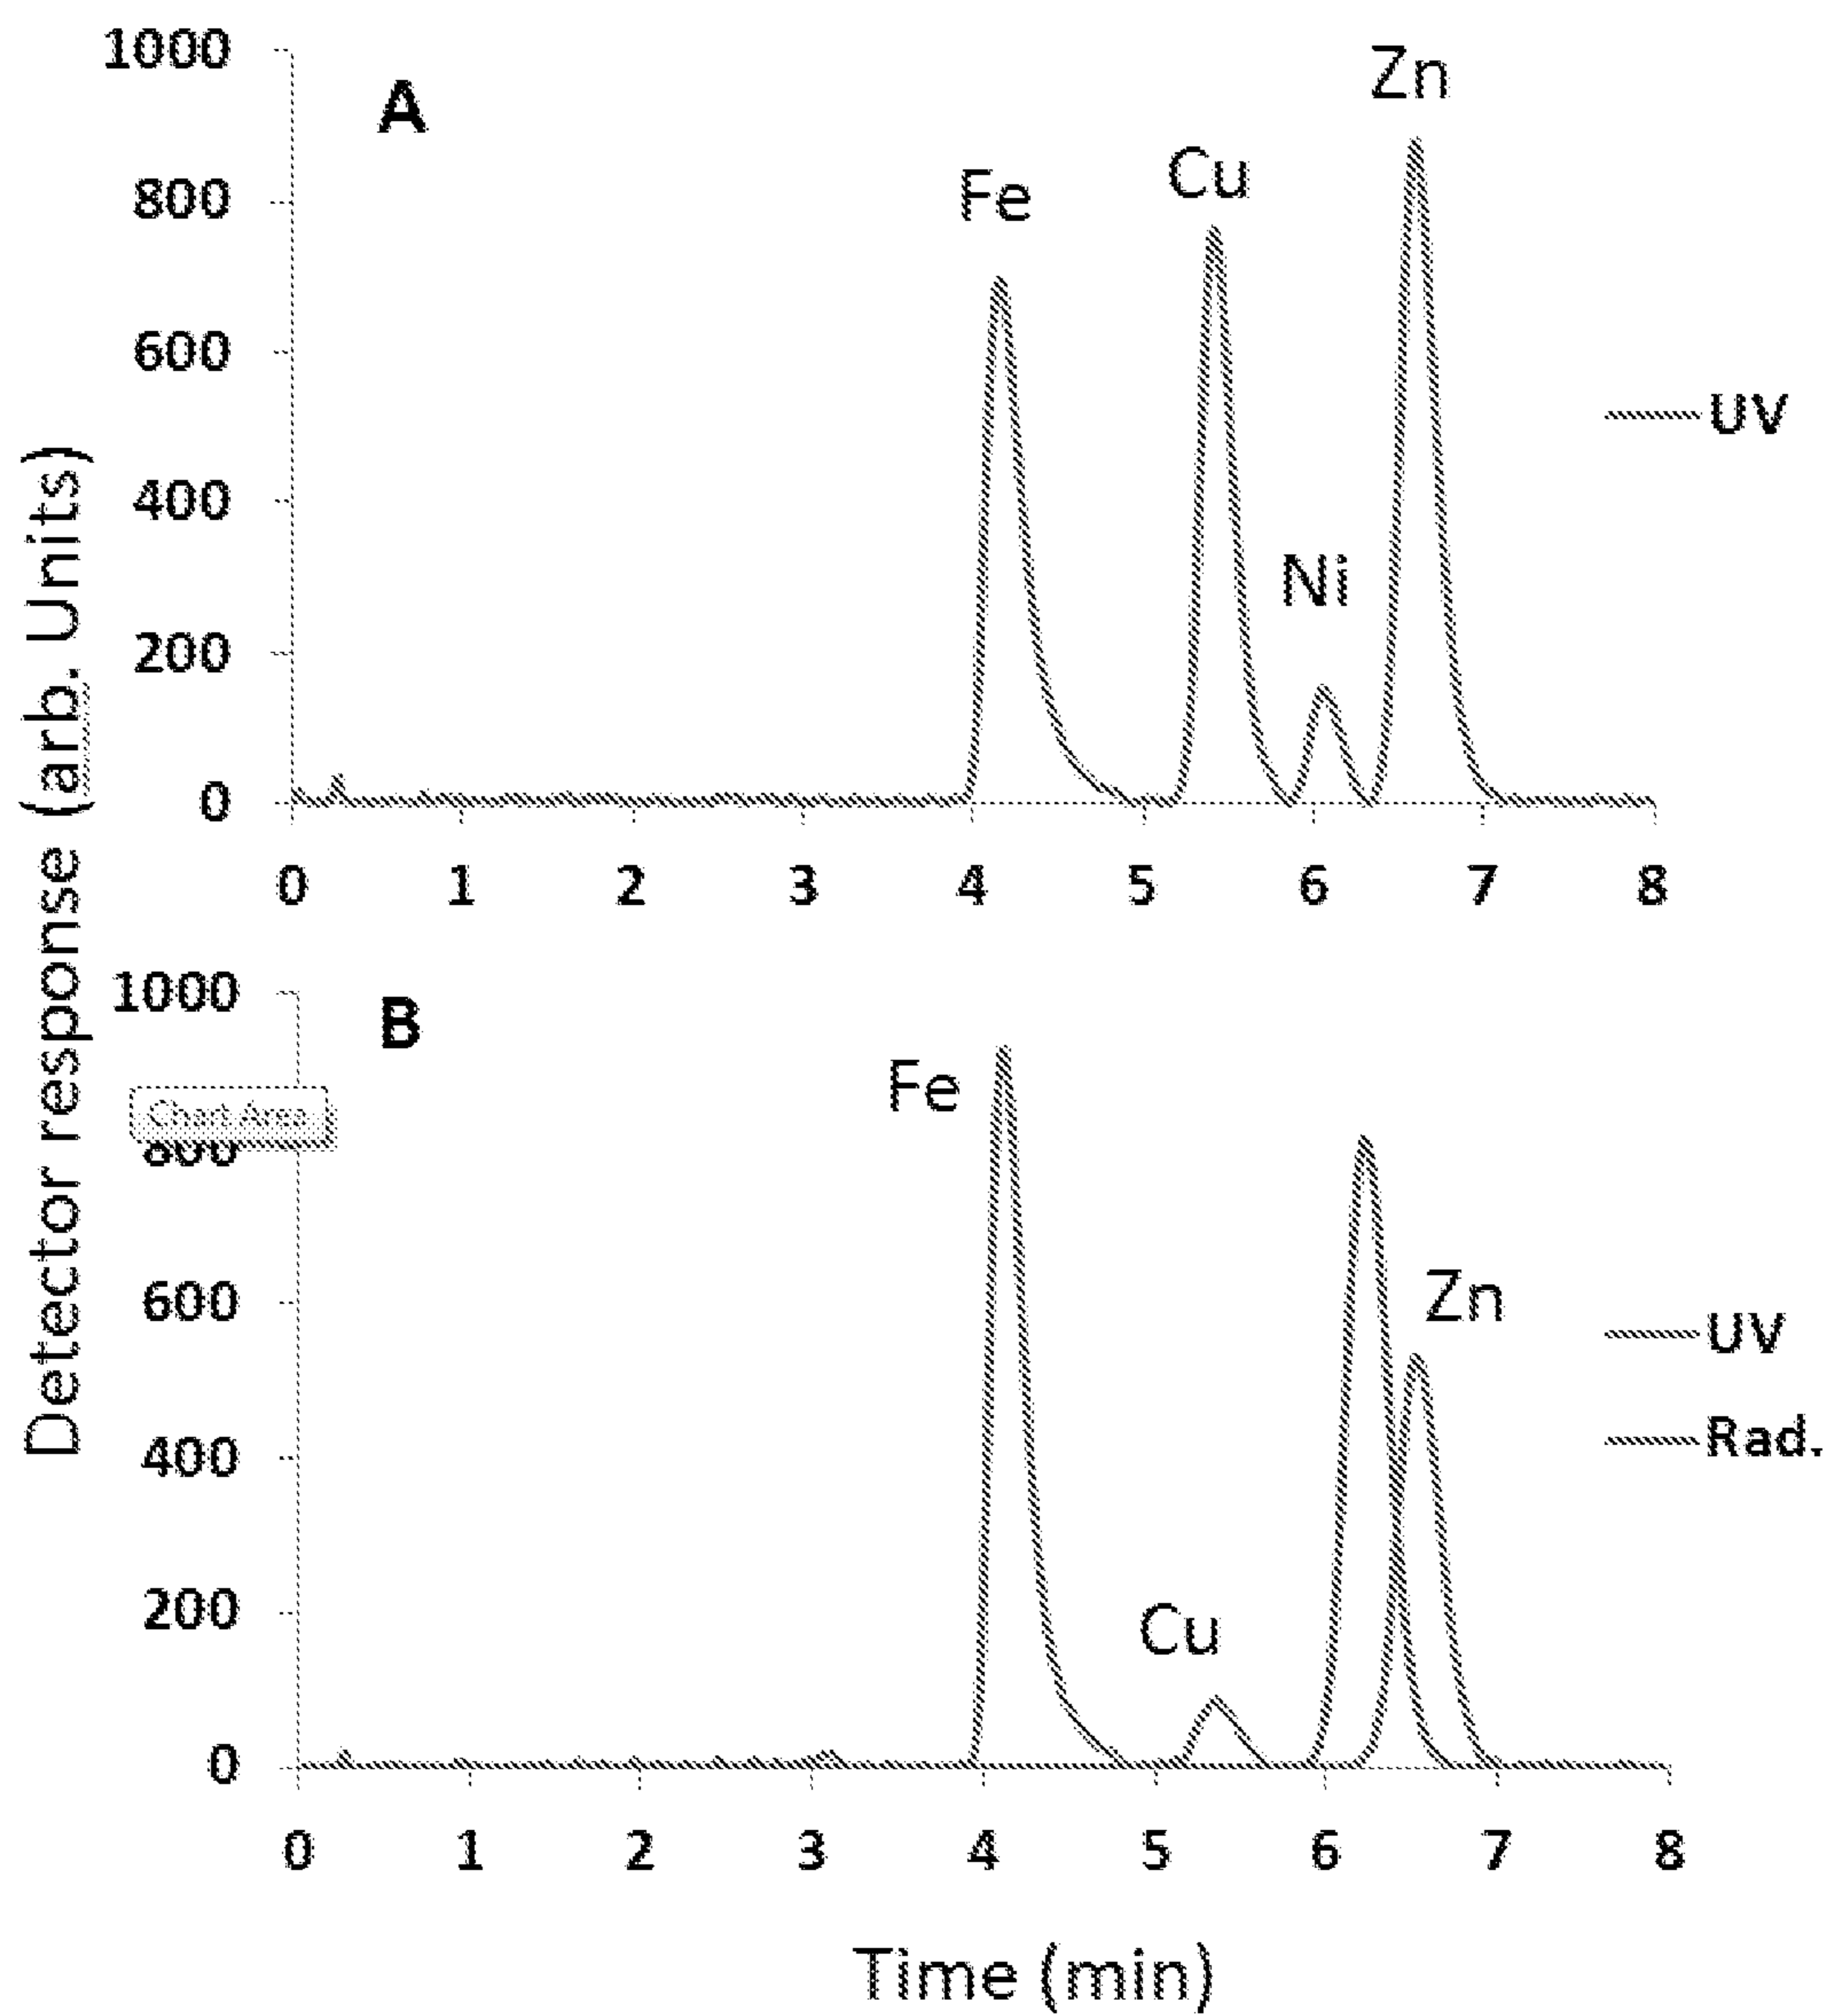 1000
A
Zn
800
Fe
Cu
600
UV
400
Ni
200
0
0 1 2 3 4 5 6 7 8
Detector response (arb. Units)
1000
B
Fe
Chart Area
800
600
Zn
UV
400
Rad.
200
Cu
0
0 1 2 3 4 5 6 7 8
Time (min)